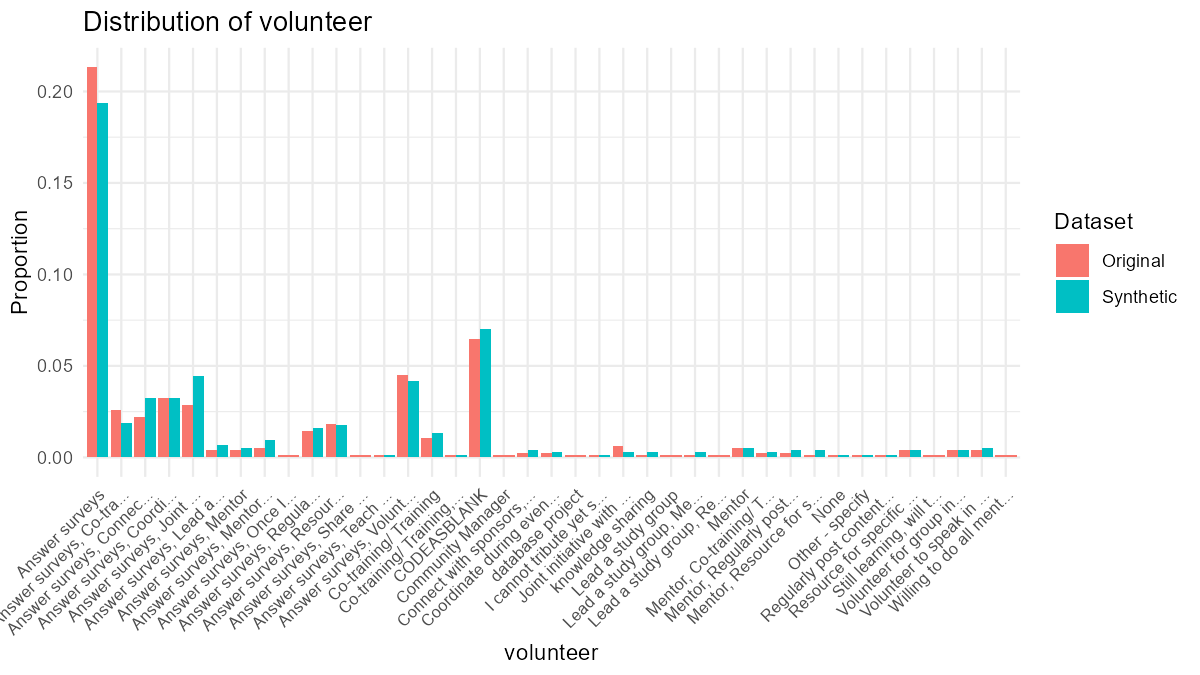 Distribution of volunteer
Proportion
0.20
0.15
0.10
0.05
0.00
Answer surveys
Answer surveys, Co-tra…
Answer surveys, Connec…
Answer surveys, Coordi…
Answer surveys, Joint …
Answer surveys, Lead a…
Answer surveys, Mentor
Answer surveys, Mentor…
Answer surveys, Once I…
Answer surveys, Regula…
Answer surveys, Resour…
Answer surveys, Share …
Answer surveys, Teach …
Answer surveys, Volunt…
Co-training/ Training
Co-training/ Training,…
CODEASBLANK
Community Manager
Connect with sponsors,…
Coordinate during even…
database project
I cannot tribute yet s…
Joint initiative with …
knowledge sharing
Lead a study group
Lead a study group, Me…
Lead a study group, Re…
Mentor
Mentor, Co-training/ T…
Mentor, Regularly post…
Mentor, Resource for s…
None
Other - specify
Regularly post content…
Resource for specific …
Still learning, will t…
Volunteer for group in…
Volunteer to speak in …
Willing to do all ment…
volunteer
Dataset
Original
Synthetic